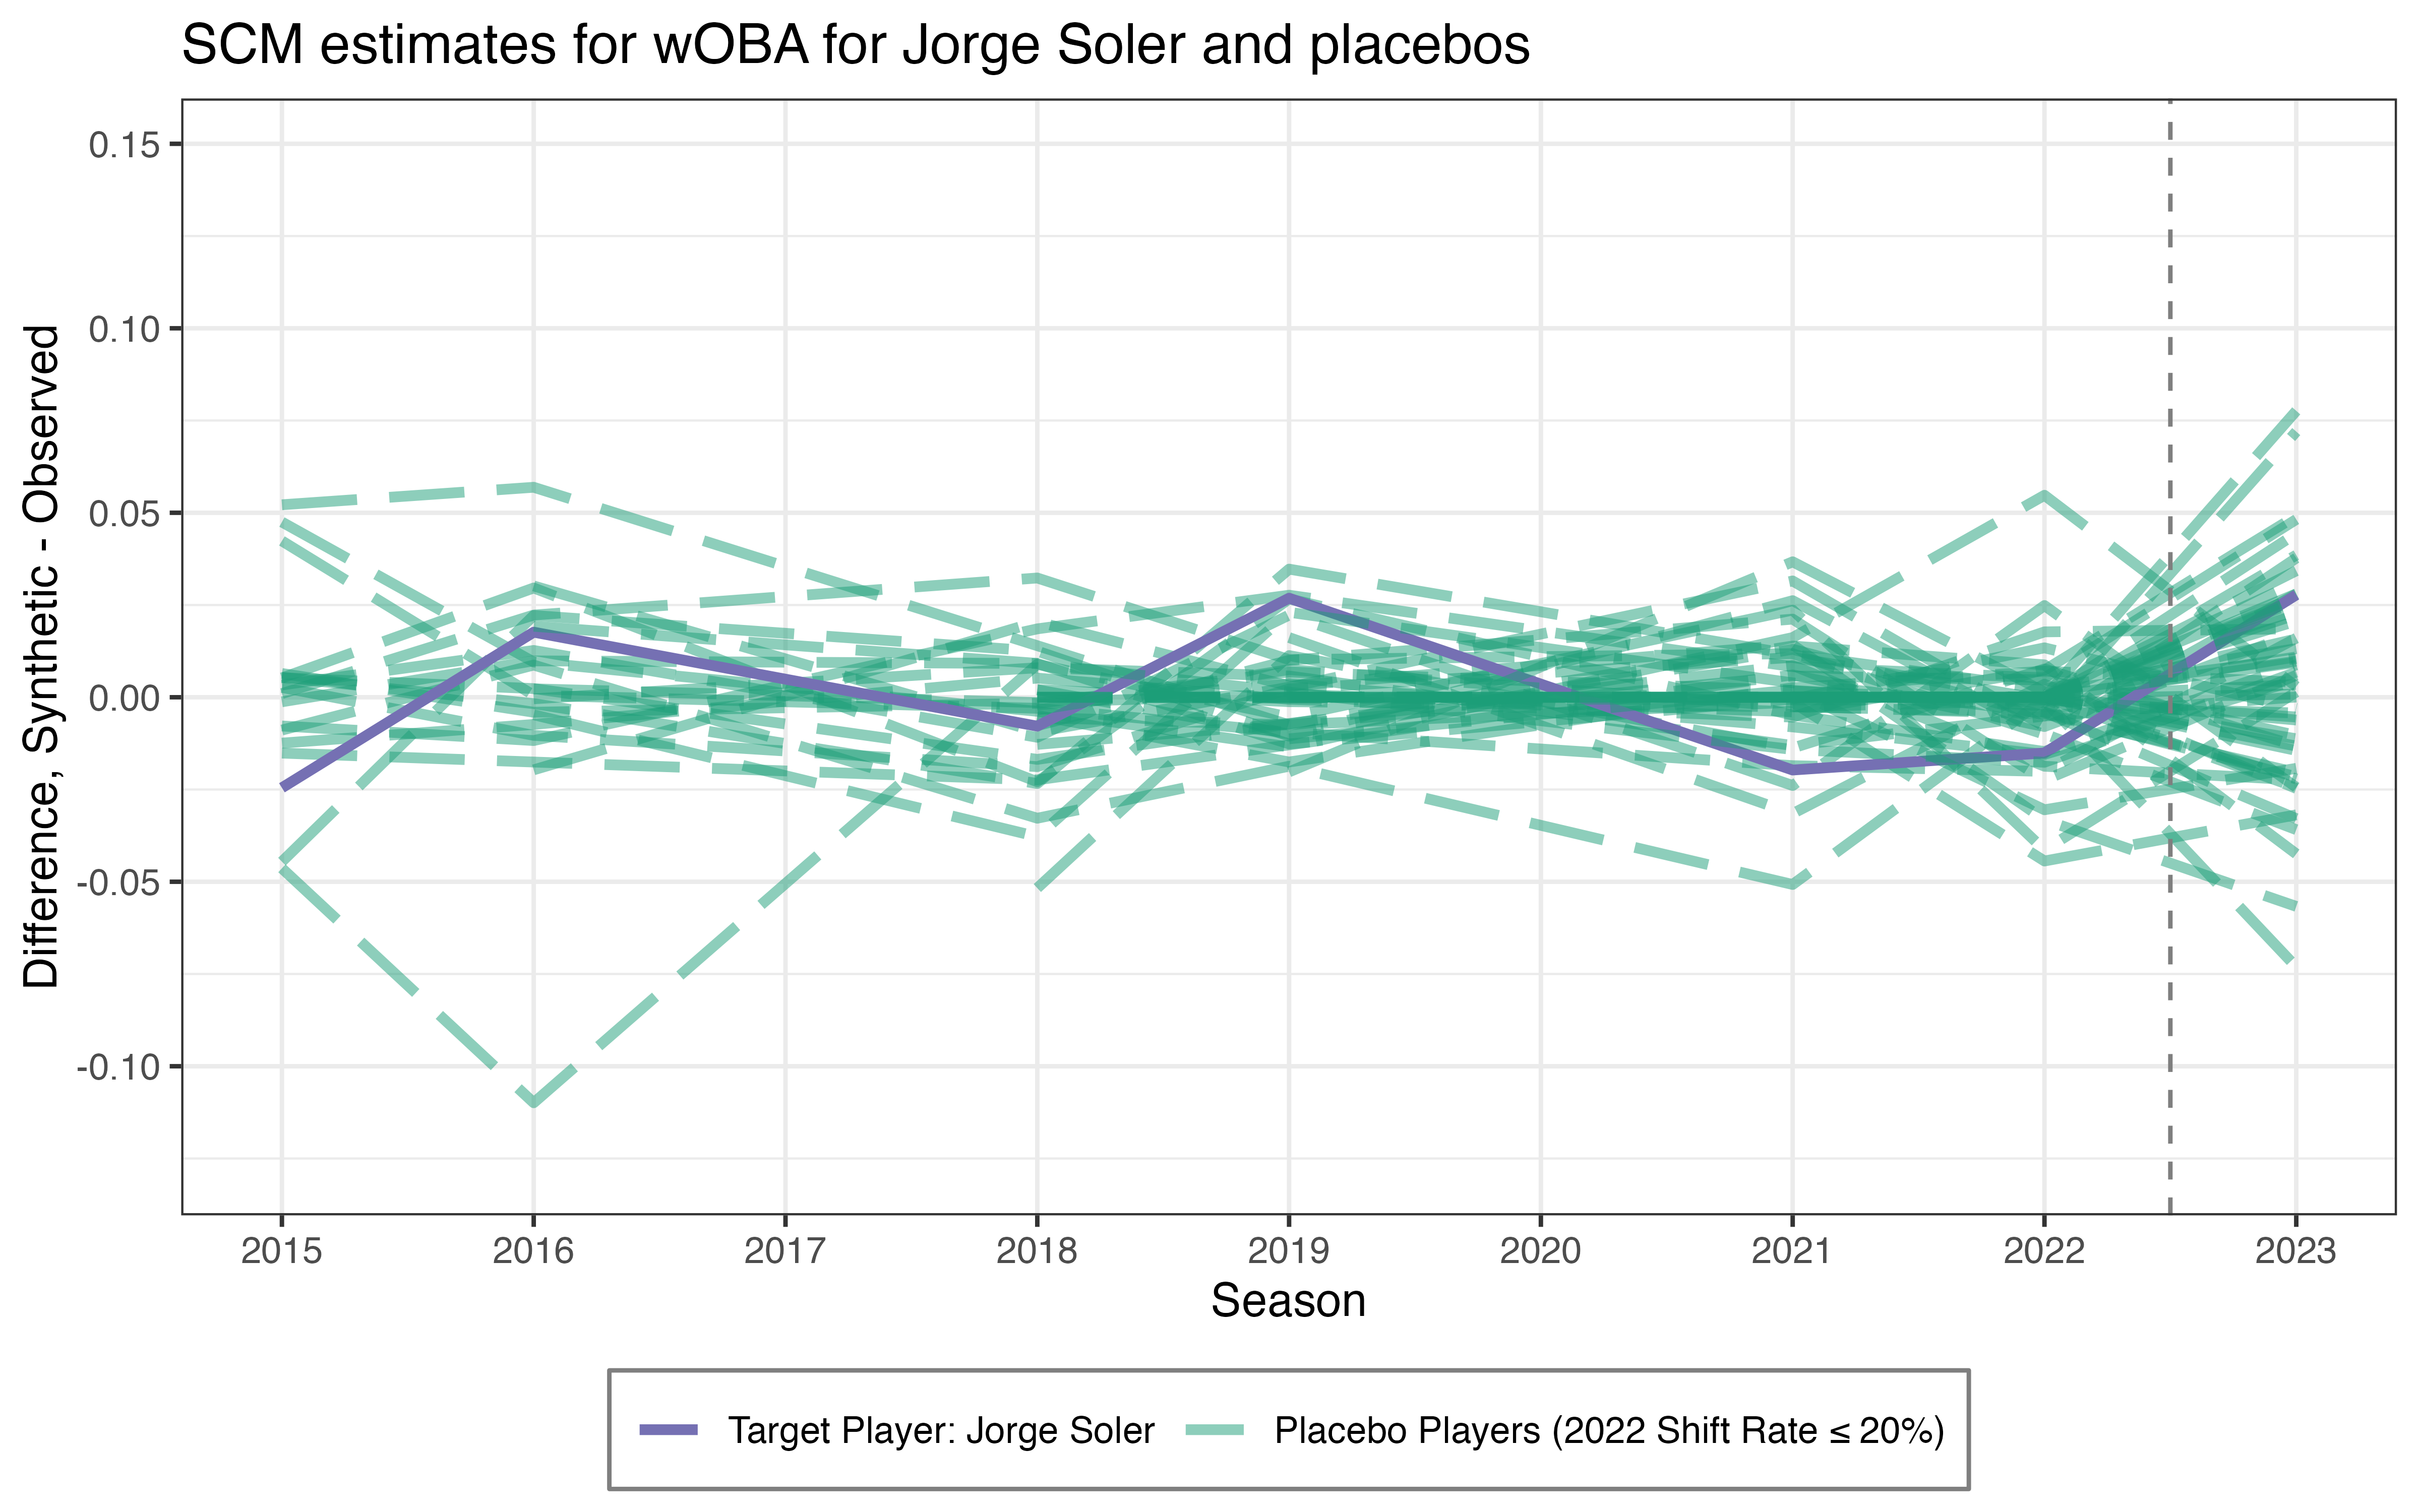 SCM estimates for wOBA for Jorge Soler and placebos
Difference, Synthetic - Observed
0.15
0.10
0.05
0.00
-0.05
-0.10
2015 2016 2017 2018 2019 2020 2021 2022 2023
Season
Target Player: Jorge Soler Placebo Players (2022 Shift Rate ≤ 20%)